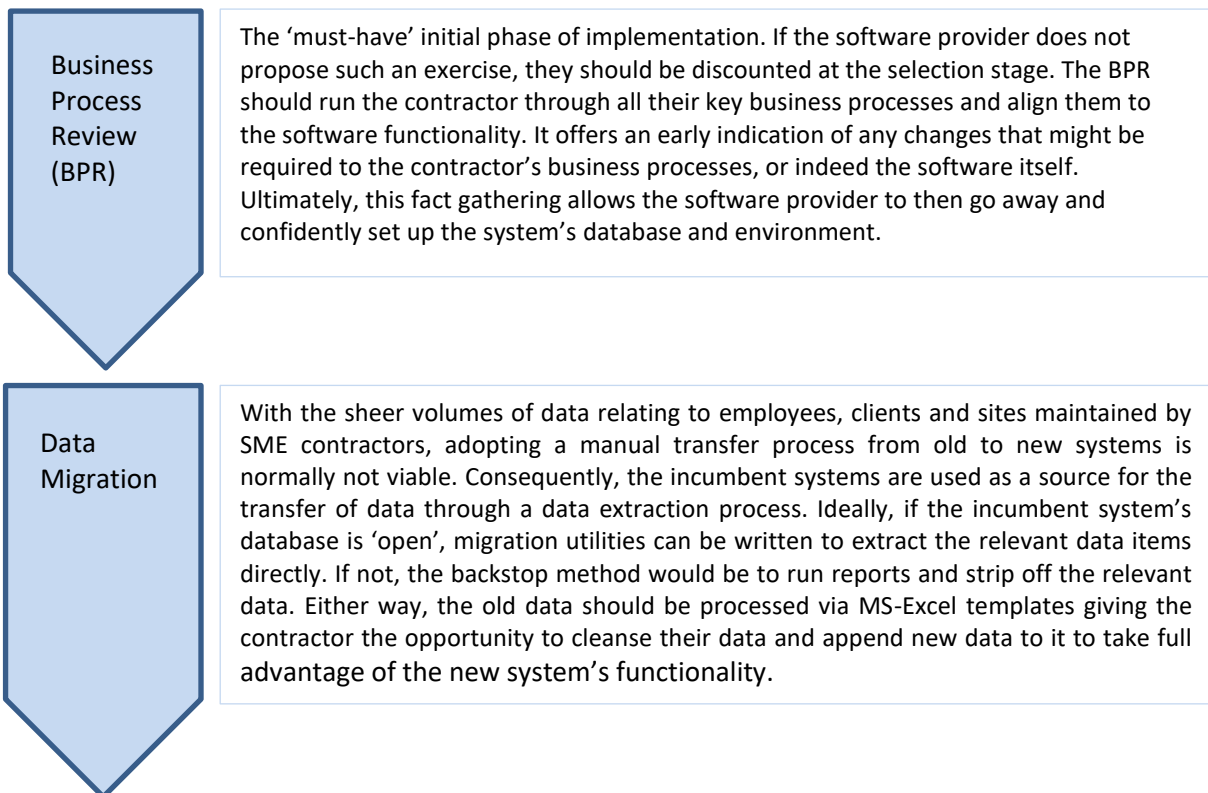 Business
Process
Review
(BPR)
The ‘must-have’ initial phase of implementation. If the software provider does not
propose such an exercise, they should be discounted at the selection stage. The BPR
should run the contractor through all their key business processes and align them to
the software functionality. It offers an early indication of any changes that might be
required to the contractor’s business processes, or indeed the software itself.
Ultimately, this fact gathering allows the software provider to then go away and
confidently set up the system’s database and environment.
Data
Migration
With the sheer volumes of data relating to employees, clients and sites maintained by
SME contractors, adopting a manual transfer process from old to new systems is
normally not viable. Consequently, the incumbent systems are used as a source for the
transfer of data through a data extraction process. Ideally, if the incumbent system’s
database is ‘open’, migration utilities can be written to extract the relevant data items
directly. If not, the backstop method would be to run reports and strip off the relevant
data. Either way, the old data should be processed via MS-Excel templates giving the
contractor the opportunity to cleanse their data and append new data to it to take full
advantage of the new system’s functionality.